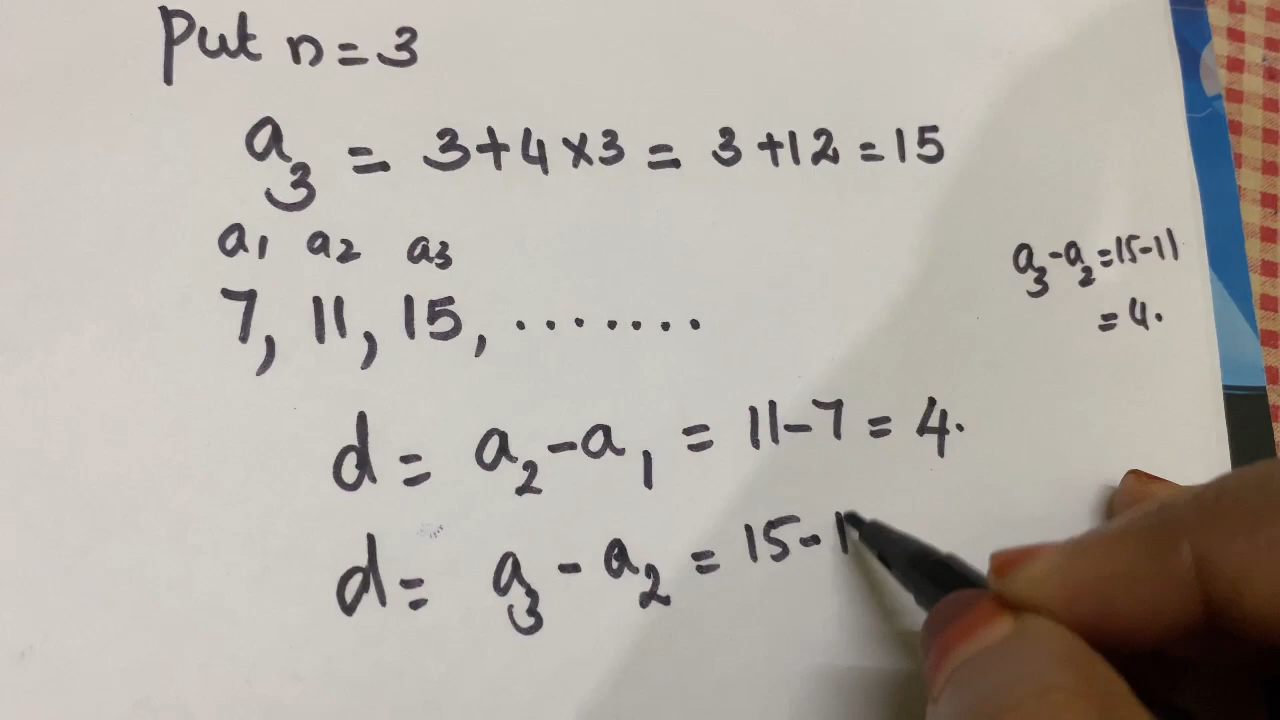 Put n = 3
a3 = 3+4×3 = 3+12 = 15
a1 a2 a3
7, 11, 15, .......
a3-a2=15-11
= 4.
d = a2-a1 = 11-7 = 4.
d = a3 - a2 = 15-1